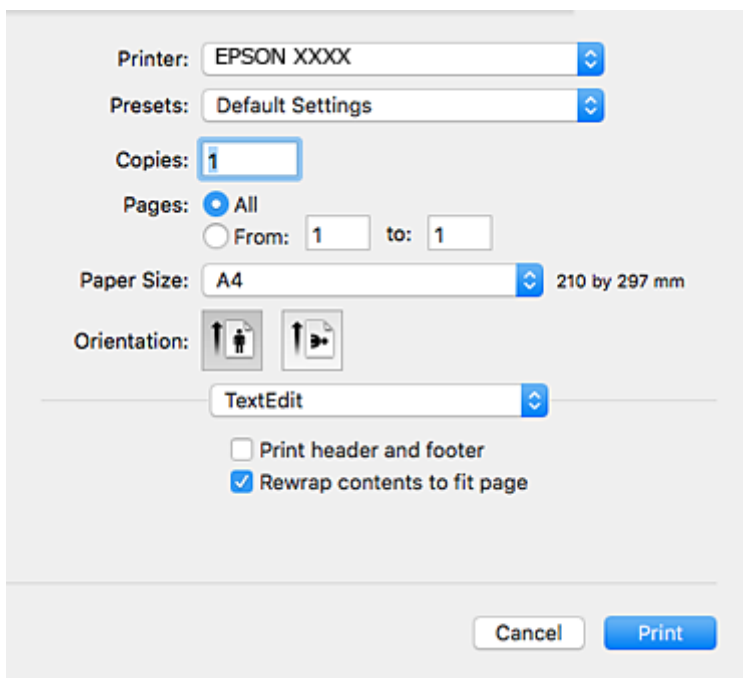 Printer: EPSON XXXX
Presets: Default Settings
Copies: 1
Pages: All
From: 1 to: 1
Paper Size: A4 210 by 297 mm
Orientation:
TextEdit
Print header and footer
Rewrap contents to fit page
Cancel Print